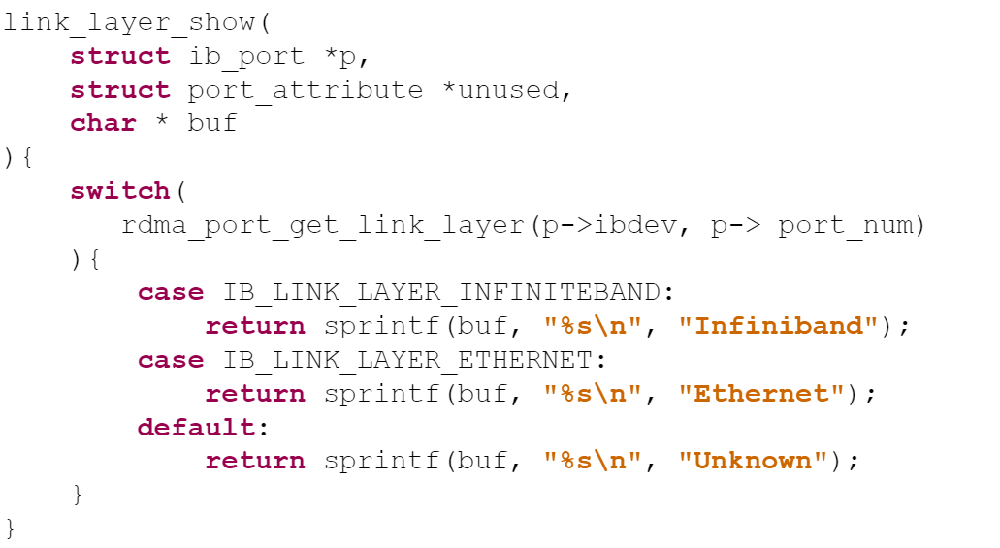 link_layer_show(
    struct ib_port *p,
    struct port_attribute *unused,
    char * buf
){
    switch(
       rdma_port_get_link_layer(p->ibdev, p-> port_num)
    ){
        case IB_LINK_LAYER_INFINITEBAND:
            return sprintf(buf, "%s\n", "Infiniband");
        case IB_LINK_LAYER_ETHERNET:
            return sprintf(buf, "%s\n", "Ethernet");
        default:
            return sprintf(buf, "%s\n", "Unknown");
    }
}